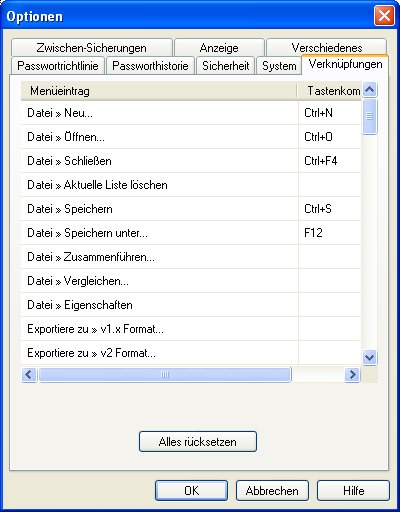 Optionen
Zwischen-Sicherungen Anzeige Verschiedenes
Passwortrichtlinie Passworthistorie Sicherheit System Verknüpfungen
Menüeintrag Tastenkom
Datei » Neu... Ctrl+N
Datei » Öffnen... Ctrl+O
Datei » Schließen Ctrl+F4
Datei » Aktuelle Liste löschen
Datei » Speichern Ctrl+S
Datei » Speichern unter... F12
Datei » Zusammenführen...
Datei » Vergleichen...
Datei » Eigenschaften
Exportiere zu » v1.x Format...
Exportiere zu » v2 Format...
Alles rücksetzen
OK Abbrechen Hilfe